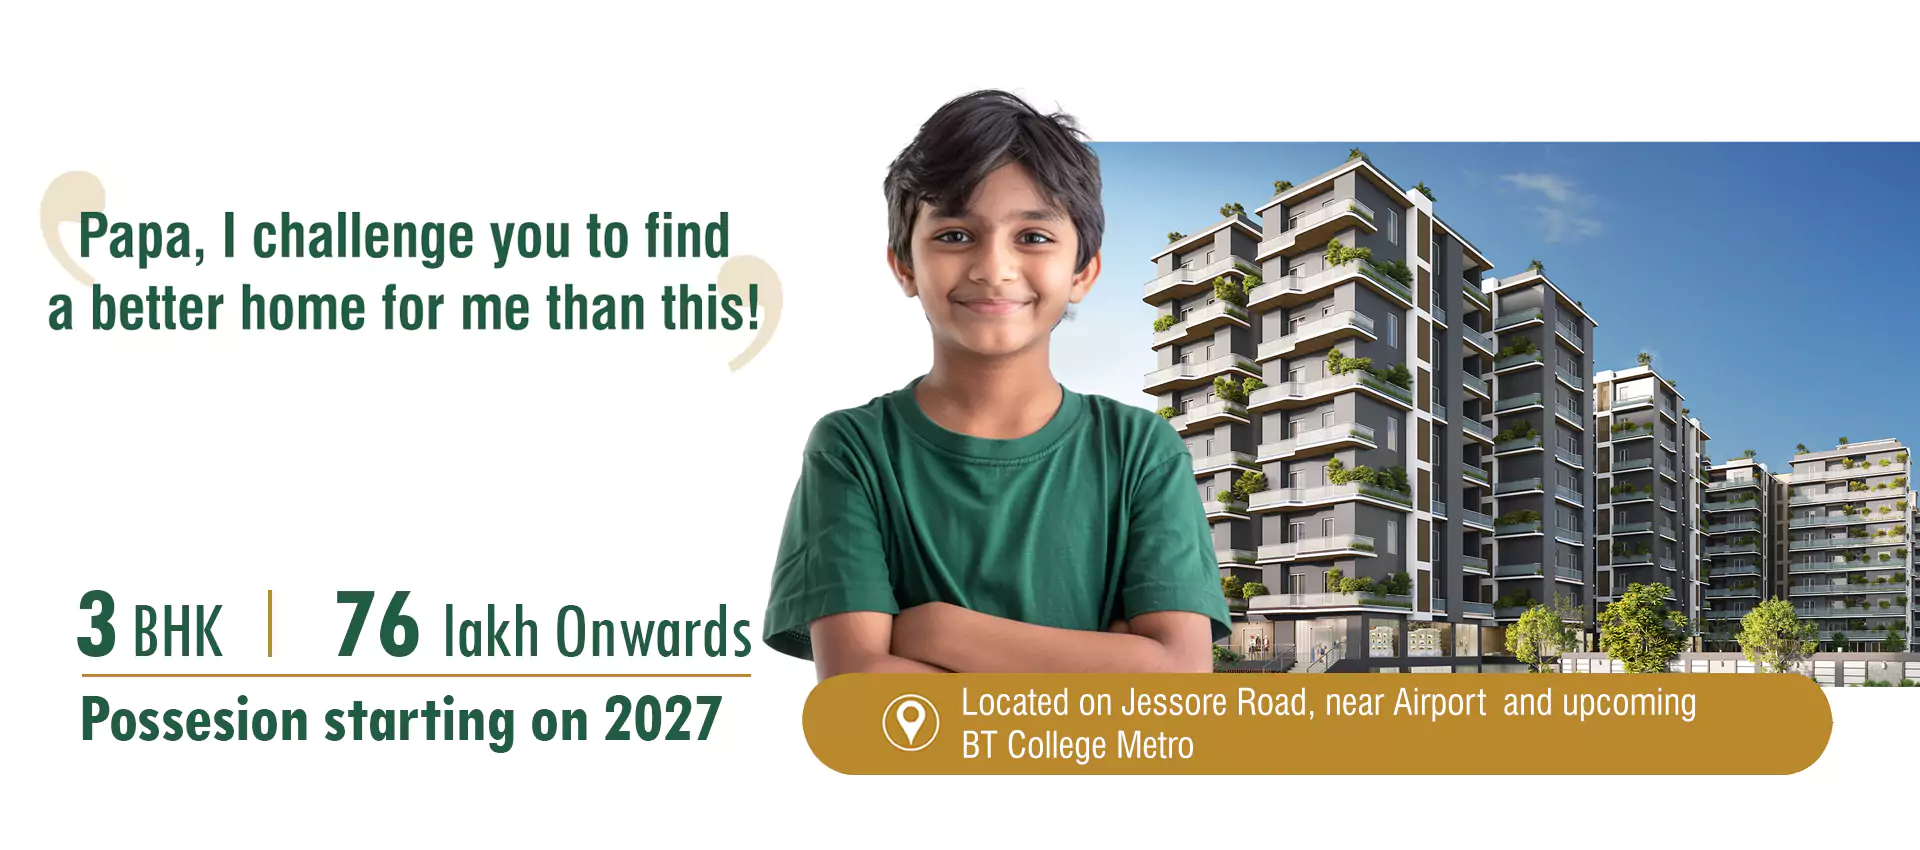 Papa, I challenge you to find
a better home for me than this!
3 BHK | 76 lakh Onwards
Possesion starting on 2027
Located on Jessore Road, near Airport and upcoming
BT College Metro